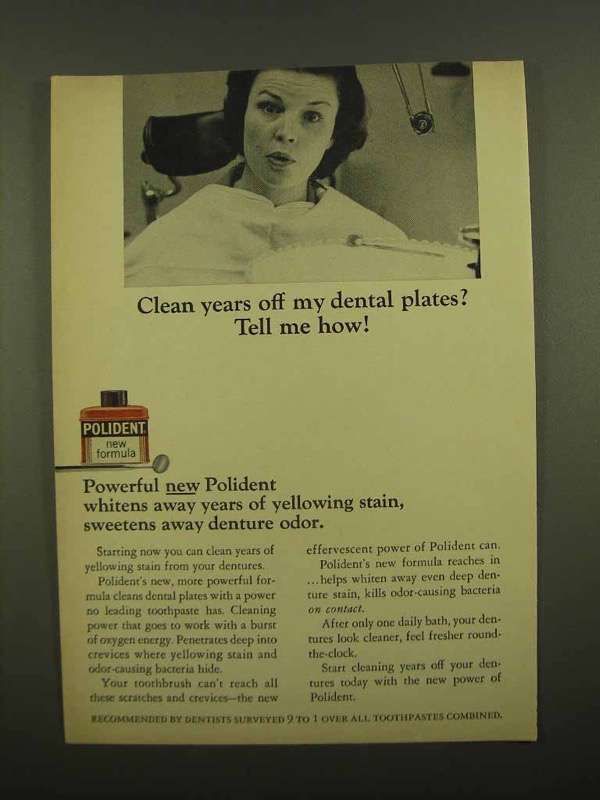 Clean years off my dental plates?
Tell me how!
POLIDENT
new
formula
Powerful new Polident
whitens away years of yellowing stain,
sweetens away denture odor.
Starting now you can clean years of
yellowing stain from your dentures.
Polident's new, more powerful for-
mula cleans dental plates with a power
no leading toothpaste has. Cleaning
power that goes to work with a burst
of oxygen energy. Penetrates deep into
crevices where yellowing stain and
odor-causing bacteria hide.
Your toothbrush can't reach all
these scratches and crevices—the new
effervescent power of Polident can.
Polident's new formula reaches in
...helps whiten away even deep den-
ture stain, kills odor-causing bacteria
on contact.
After only one daily bath, your den-
tures look cleaner, feel fresher round-
the-clock.
Start cleaning years off your den-
tures today with the new power of
Polident.
RECOMMENDED BY DENTISTS SURVEYED 9 TO 1 OVER ALL TOOTHPASTES COMBINED.